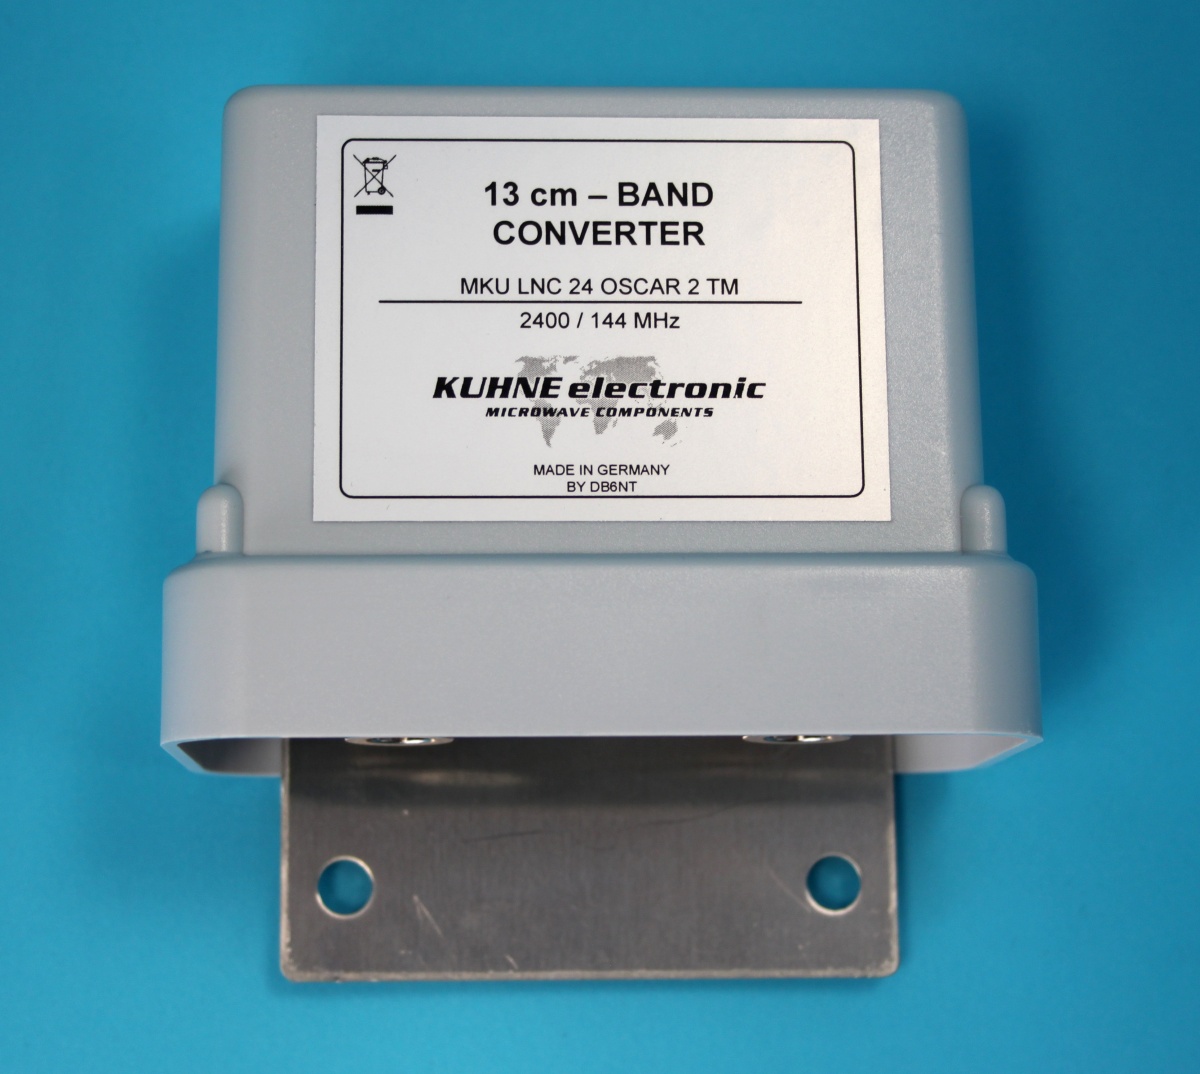 13 cm – BAND
CONVERTER
MKU LNC 24 OSCAR 2 TM
2400 / 144 MHz
KUHNE electronic
MICROWAVE COMPONENTS
MADE IN GERMANY
BY DB6NT